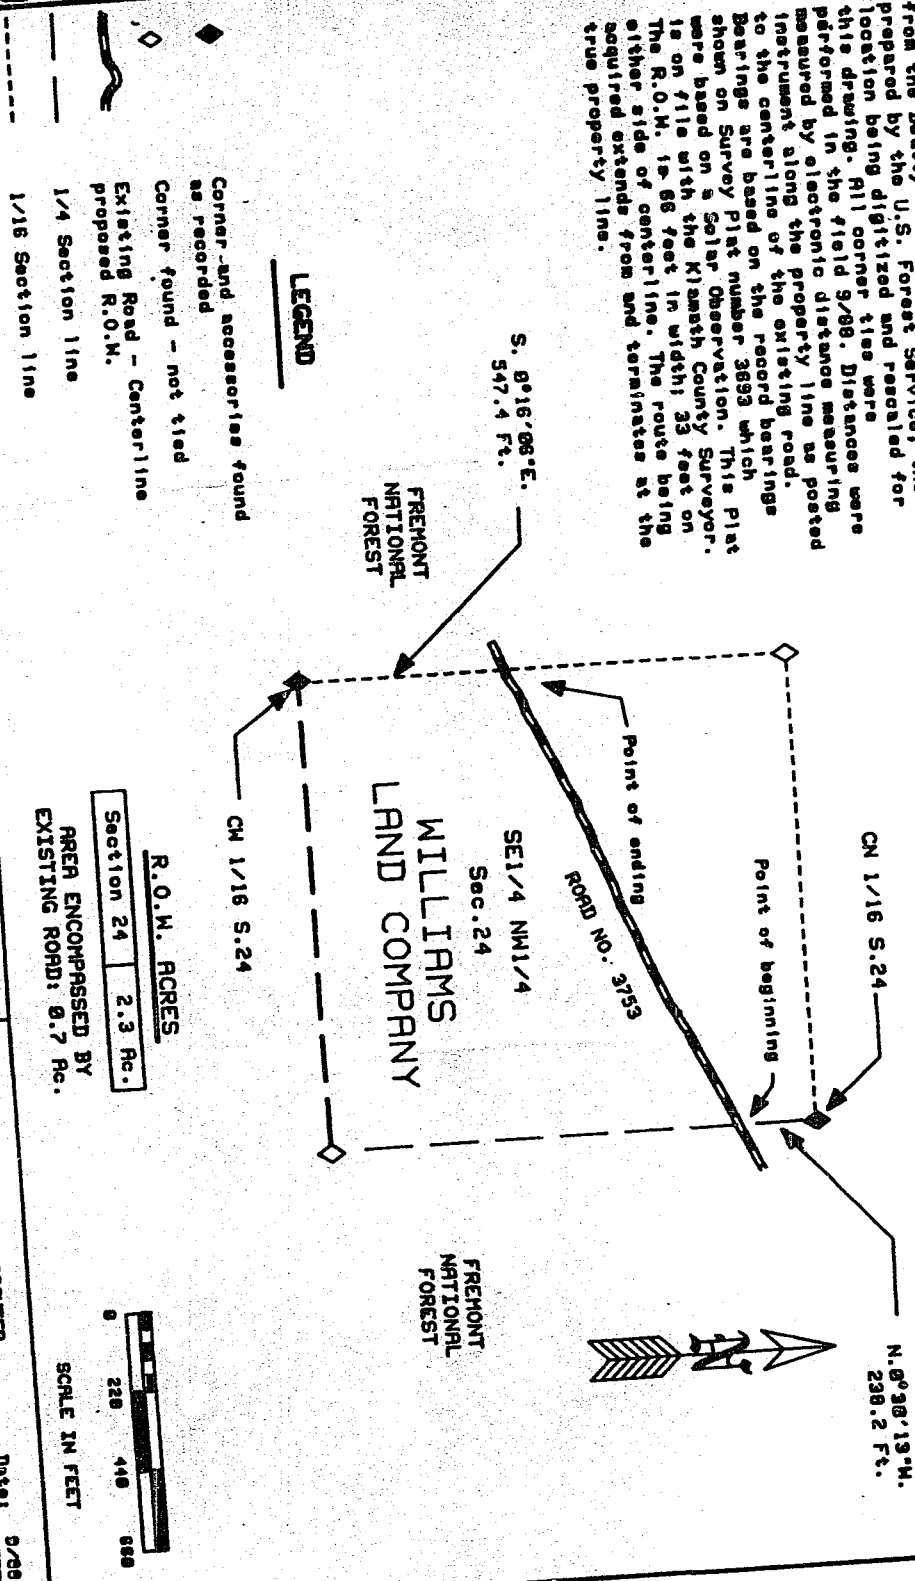 prepared by the U.S. Forest Service,
location being digitized and rescaled for
this drawing. All corner ties were
performed in the field 9/88. Distances were
measured by electronic distance measuring
instrument along the property line as posted
to the centerline of the existing road.
Bearings are based on the record bearings
shown on Survey Plat number 3693 which
were based on a Solar Observation. This Plat
is on file with the Klamath County Surveyor.
The R.O.W. is 66 feet in width; 33 feet on
either side of centerline. The route being
acquired extends from and terminates at the
true property line.
LEGEND
Corner and accessories found
as recorded
Corner found - not tied
Existing Road - Centerline
proposed R.O.W.
1/4 Section line
1/16 Section line
S. 0°16'06"E.
547.4 Ft.
FREMONT
NATIONAL
FOREST
CN 1/16 S.24
Point of beginning
N.0°30'13"W.
238.2 Ft.
Point of ending
ROAD NO. 3753
SE1/4 NW1/4
Sec.24
WILLIAMS
LAND COMPANY
CW 1/16 S.24
FREMONT
NATIONAL
FOREST
R.O.W. ACRES
Section 24 2.3 Ac.
AREA ENCOMPASSED BY
EXISTING ROAD: 0.7 Ac.
0 220 440 660
SCALE IN FEET
Date: 9/88